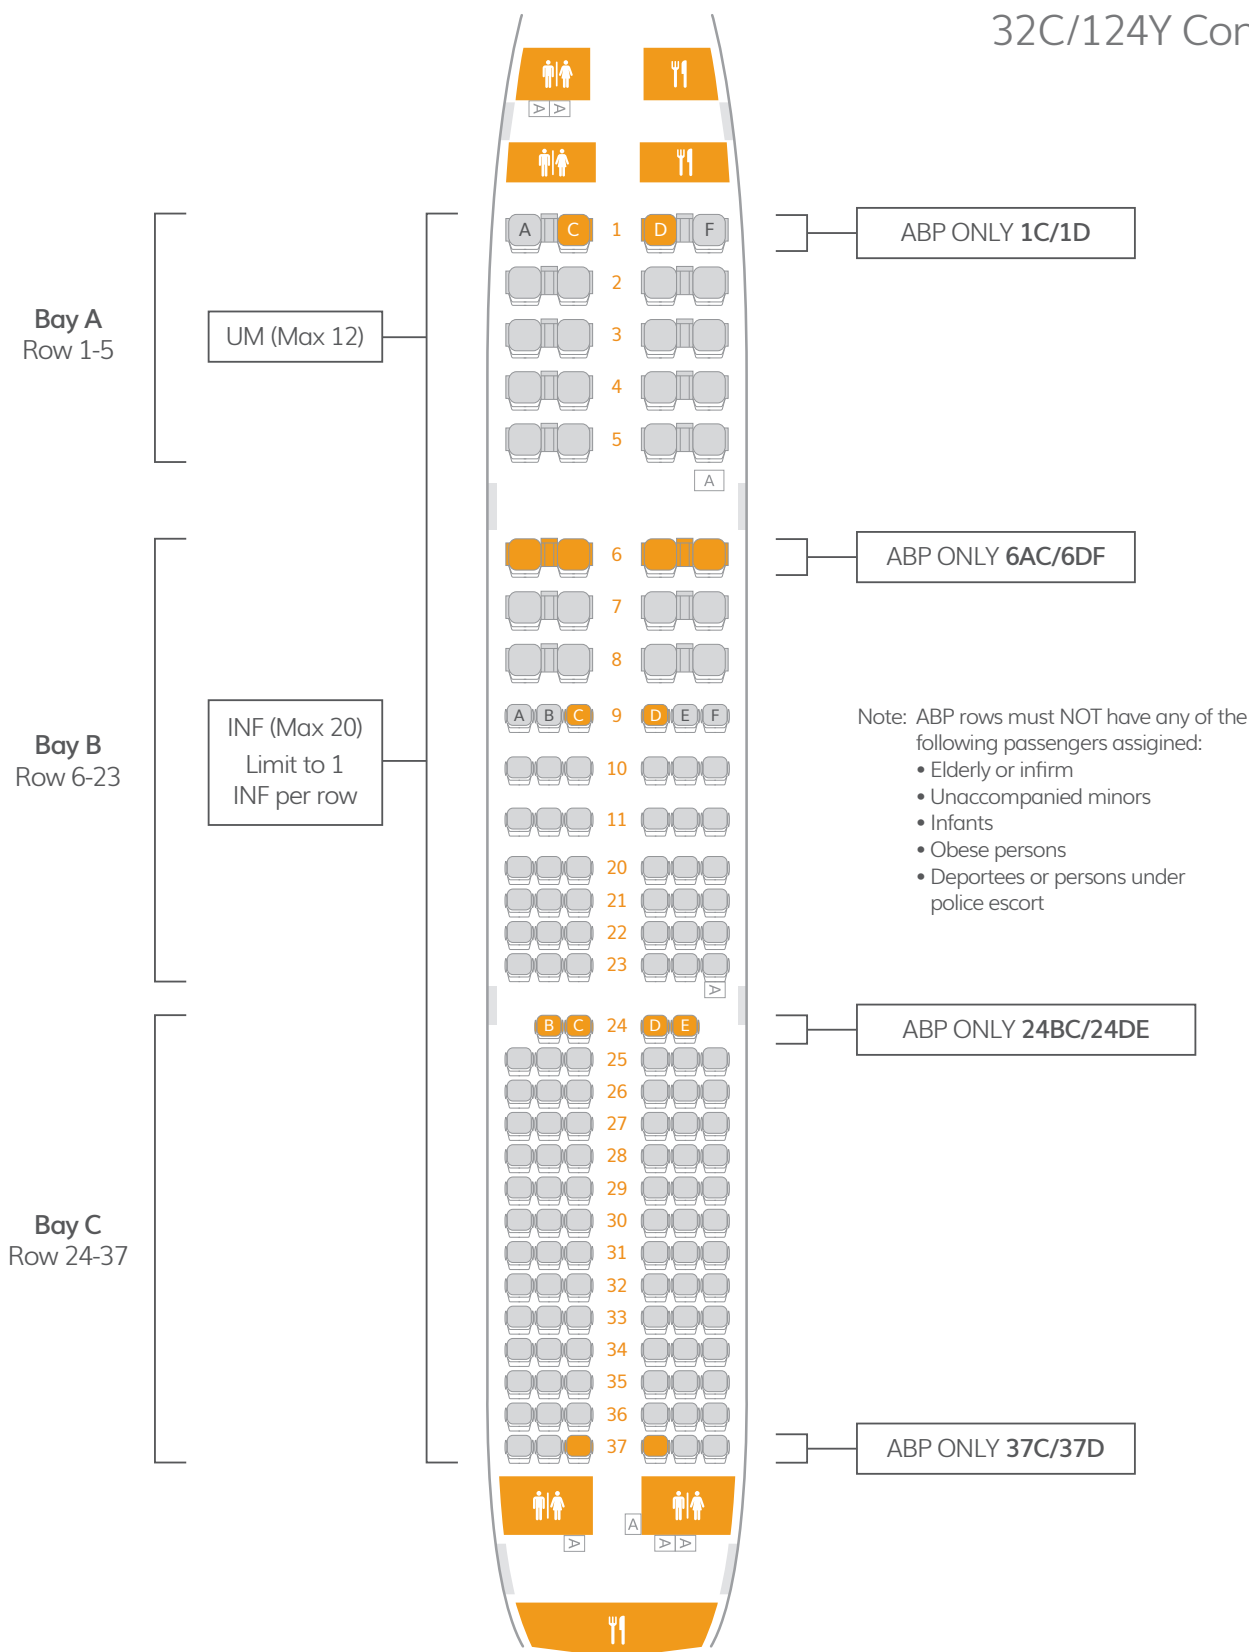 32C/124Y Con
A
A
A C 1 D F
ABP ONLY 1C/1D
2
Bay A
Row 1-5
UM (Max 12)
3
4
5
A
6
ABP ONLY 6AC/6DF
7
8
A B C 9 D E F
Bay B
Row 6-23
INF (Max 20)
Limit to 1
INF per row
Note: ABP rows must NOT have any of the
following passengers assigined:
• Elderly or infirm
• Unaccompanied minors
• Infants
• Obese persons
• Deportees or persons under
police escort
10
11
20
21
22
23
A
B C 24 D E
ABP ONLY 24BC/24DE
25
26
27
28
29
Bay C
Row 24-37
30
31
32
33
34
35
36
37
ABP ONLY 37C/37D
A
A
A
A